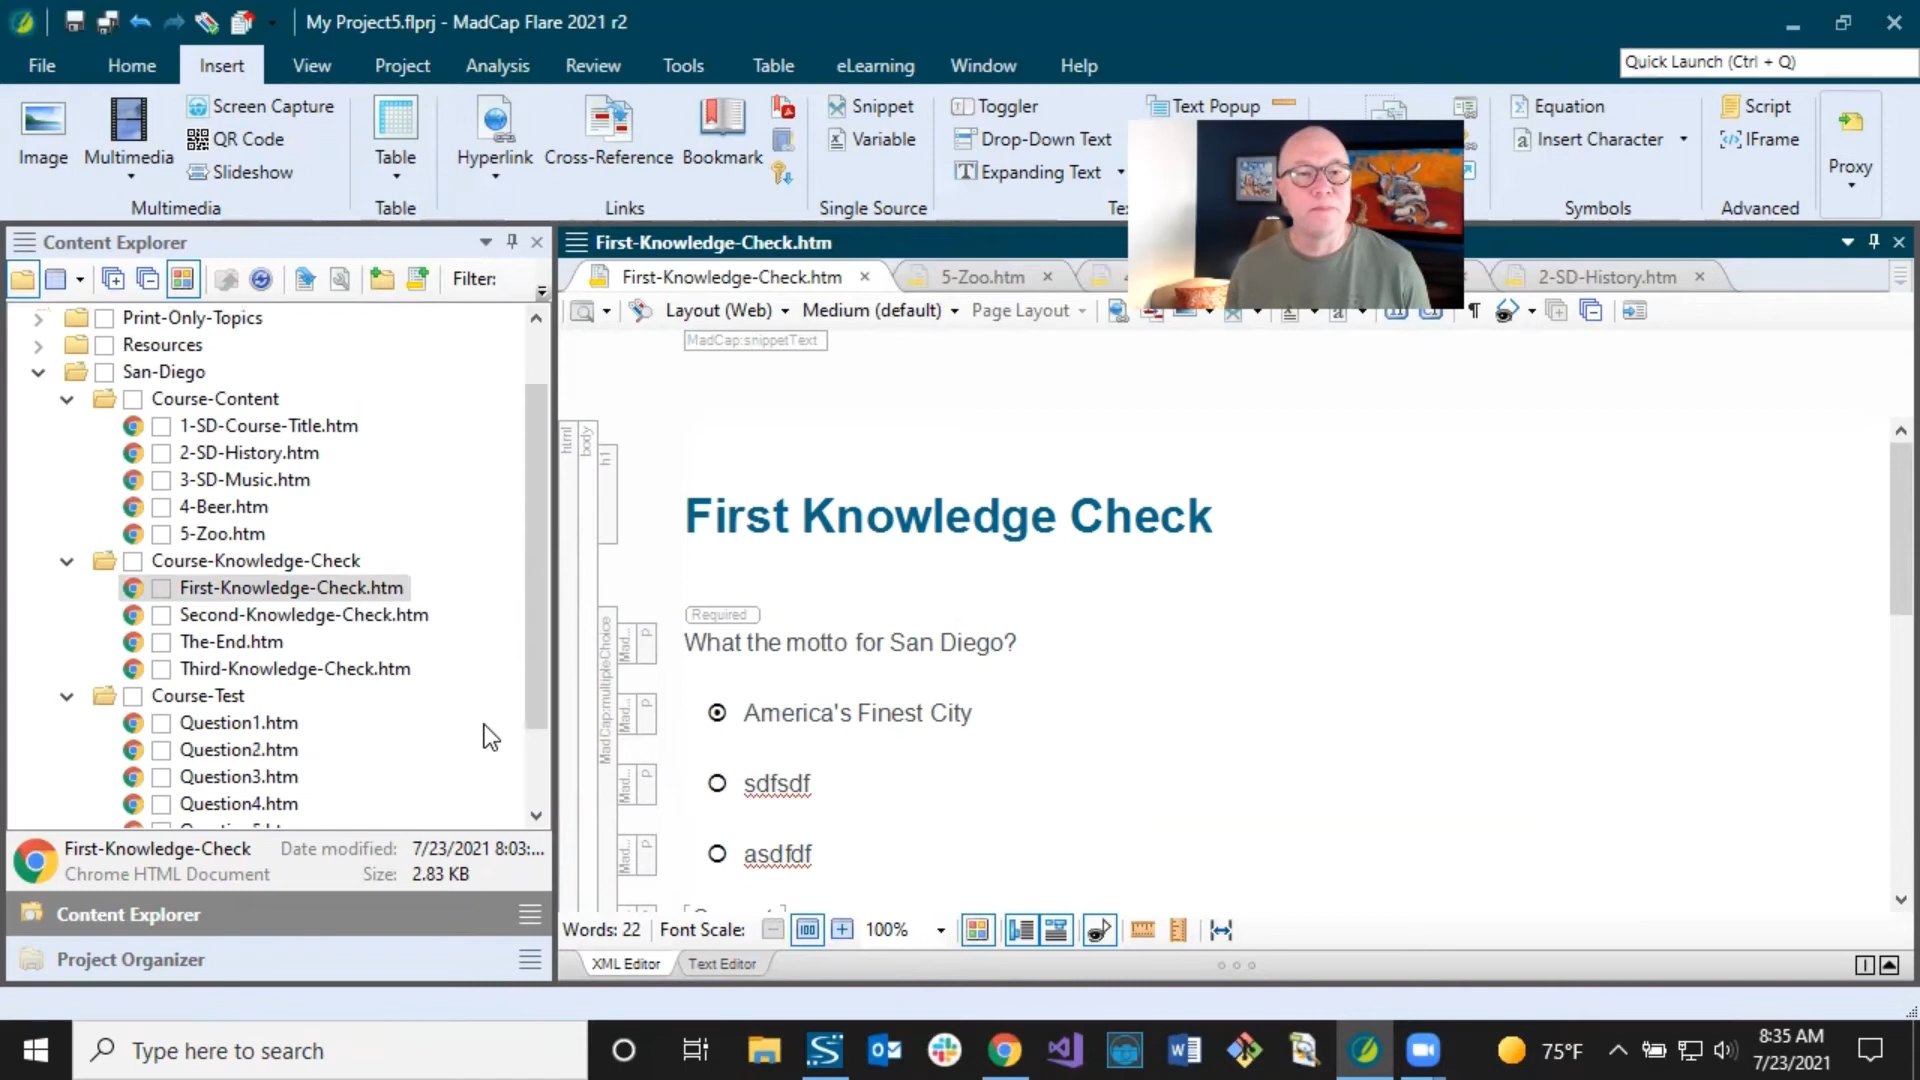 My Project5.flprj - MadCap Flare 2021 r2
File Home Insert View Project Analysis Review Tools Table eLearning Window Help
Quick Launch (Ctrl + Q)
Image
Multimedia
Screen Capture
QR Code
Slideshow
Multimedia
Table
Table
Hyperlink
Cross-Reference
Bookmark
Links
Snippet
Variable
Single Source
Toggler
Drop-Down Text
Expanding Text
Text Popup
Equation
Insert Character
Symbols
Script
IFrame
Advanced
Proxy
Content Explorer
Filter:
Print-Only-Topics
Resources
San-Diego
Course-Content
1-SD-Course-Title.htm
2-SD-History.htm
3-SD-Music.htm
4-Beer.htm
5-Zoo.htm
Course-Knowledge-Check
First-Knowledge-Check.htm
Second-Knowledge-Check.htm
The-End.htm
Third-Knowledge-Check.htm
Course-Test
Question1.htm
Question2.htm
Question3.htm
Question4.htm
First-Knowledge-Check Date modified: 7/23/2021 8:03:...
Chrome HTML Document Size: 2.83 KB
Content Explorer
Project Organizer
First-Knowledge-Check.htm
First-Knowledge-Check.htm 5-Zoo.htm 2-SD-History.htm
Layout (Web) Medium (default) Page Layout
MadCap:snippetText
html
body
h1
First Knowledge Check
MadCap:multipleChoice
Mad... p
Required
What the motto for San Diego?
Mad... p
America's Finest City
Mad... p
sdfsdf
Mad... p
asdfdf
Words: 22 Font Scale: 100 100%
XML Editor Text Editor
Type here to search
75°F
8:35 AM
7/23/2021